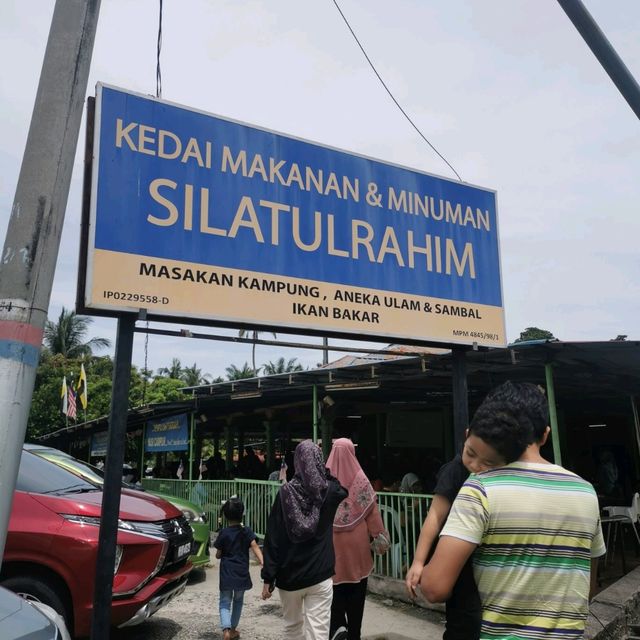 KEDAI MAKANAN & MINUMAN
SILATULRAHIM
MASAKAN KAMPUNG , ANEKA ULAM & SAMBAL
IKAN BAKAR
IP0229558-D
MPM 4845/98/1